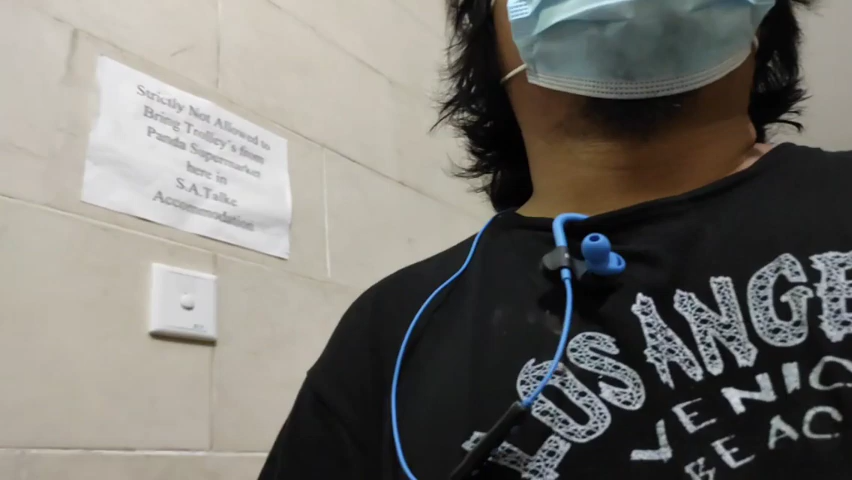 Strictly Not Allowed to
Bring Trolley's from
Panda Supermarket
here in
S.A.Talke
Accommodation
LOS ANGE
VENIC
BEAC